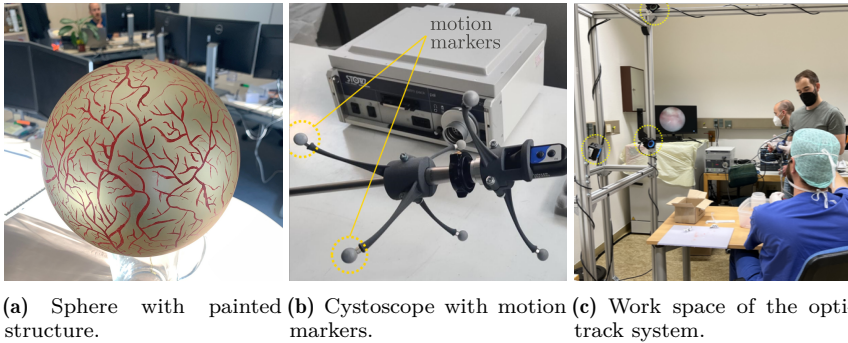 motion
markers
STORZ
(a) Sphere with painted
structure.
(b) Cystoscope with motion
markers.
(c) Work space of the opti
track system.